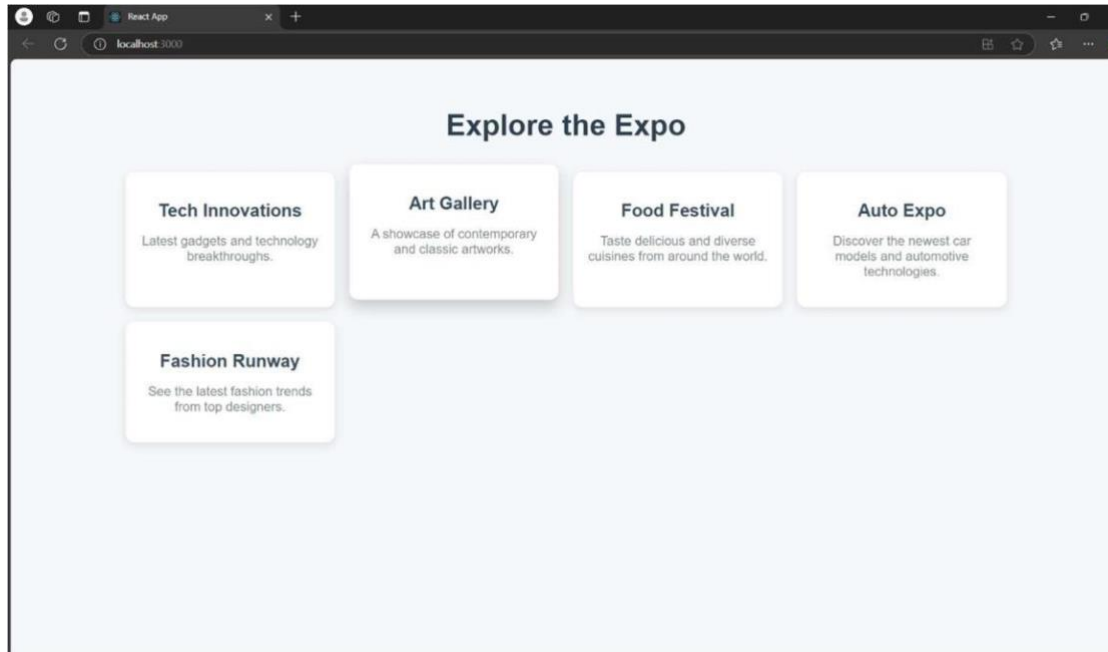 React App
localhost:3000
Explore the Expo
Tech Innovations
Latest gadgets and technology
breakthroughs.
Art Gallery
A showcase of contemporary
and classic artworks.
Food Festival
Taste delicious and diverse
cuisines from around the world.
Auto Expo
Discover the newest car
models and automotive
technologies.
Fashion Runway
See the latest fashion trends
from top designers.